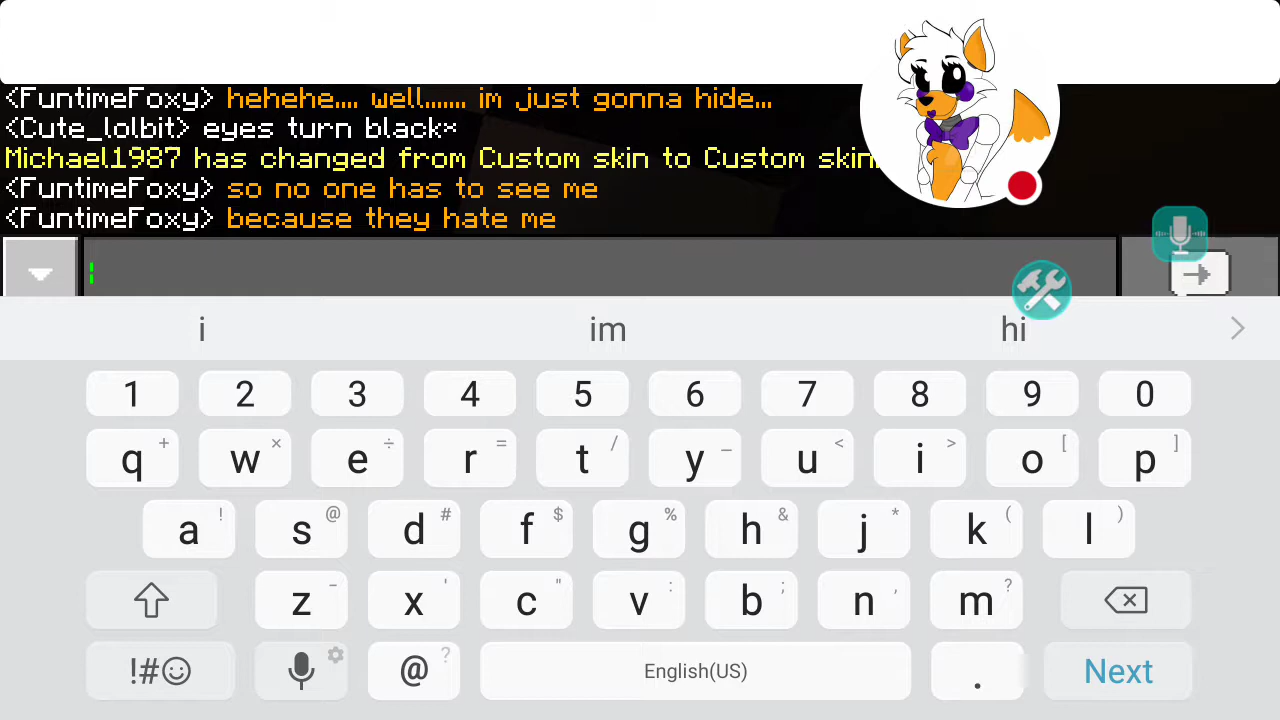 <FuntimeFoxy> hehehe.... well....... im just gonna hide...
<Cute_lolbit> eyes turn black×
Michael1987 has changed from Custom skin to Custom skin
<FuntimeFoxy> so no one has to see me
<FuntimeFoxy> because they hate me
i im hi
1 2 3 4 5 6 7 8 9 0
q + w × e ÷ r = t / y _ u < i > o [ p ]
a ! s @ d # f $ g % h & j * k ( l )
z - x ' c " v : b ; n , m ?
!#☺ @ ? English(US) . Next